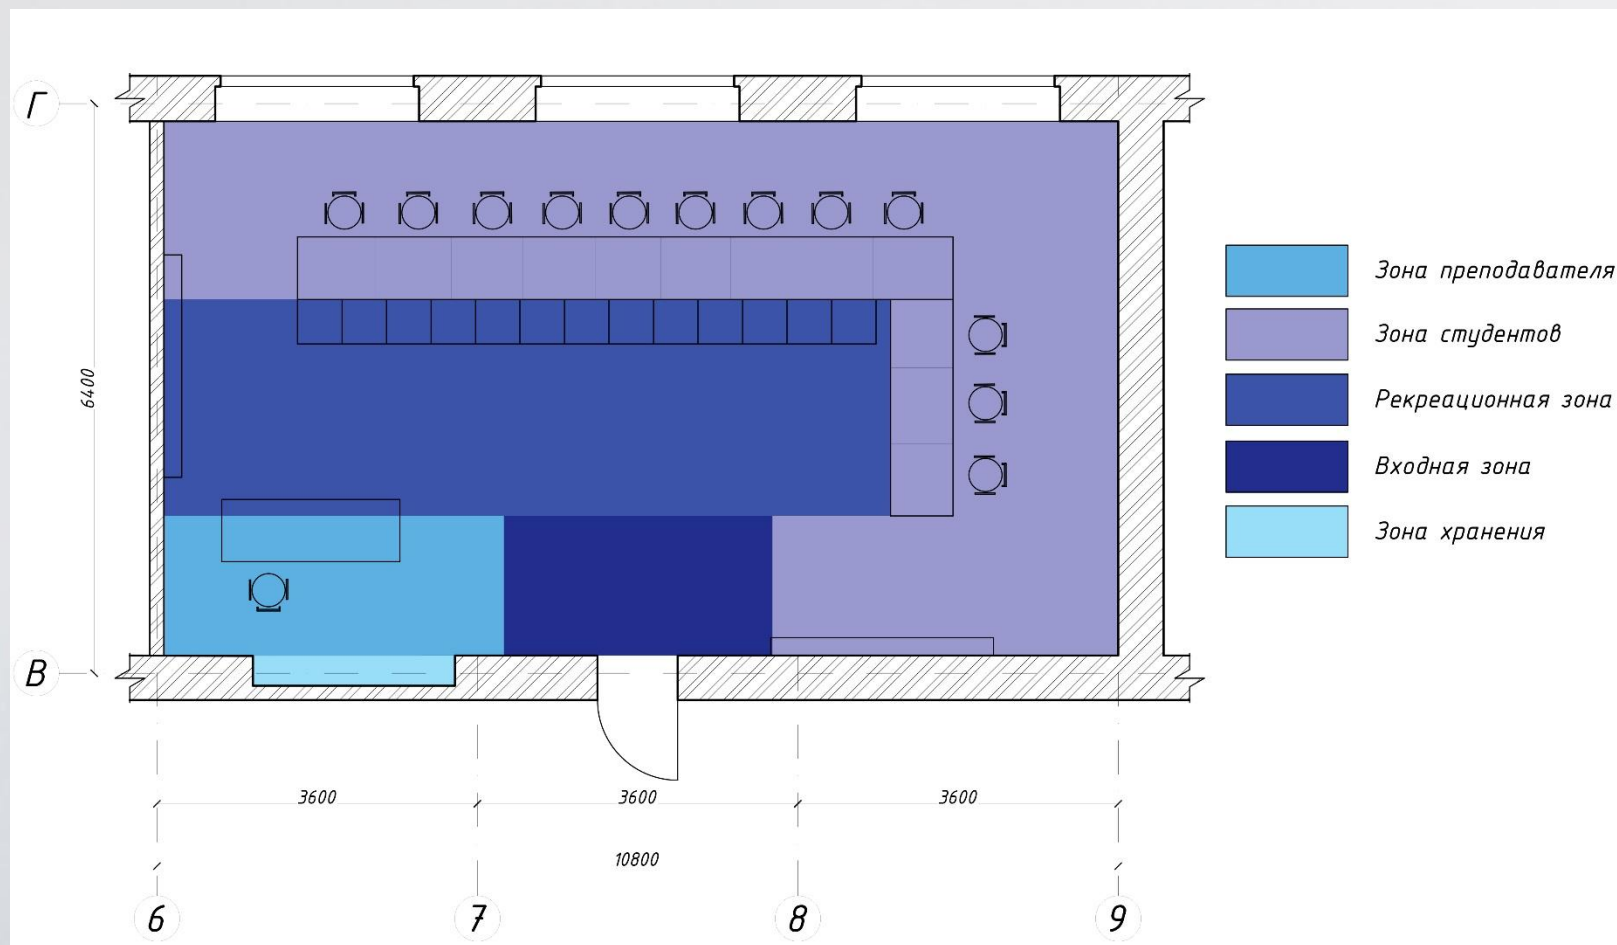 Г
Зона преподавателя
Зона студентов
6400
Рекреационная зона
Входная зона
Зона хранения
В
3600
3600
3600
10800
6
7
8
9